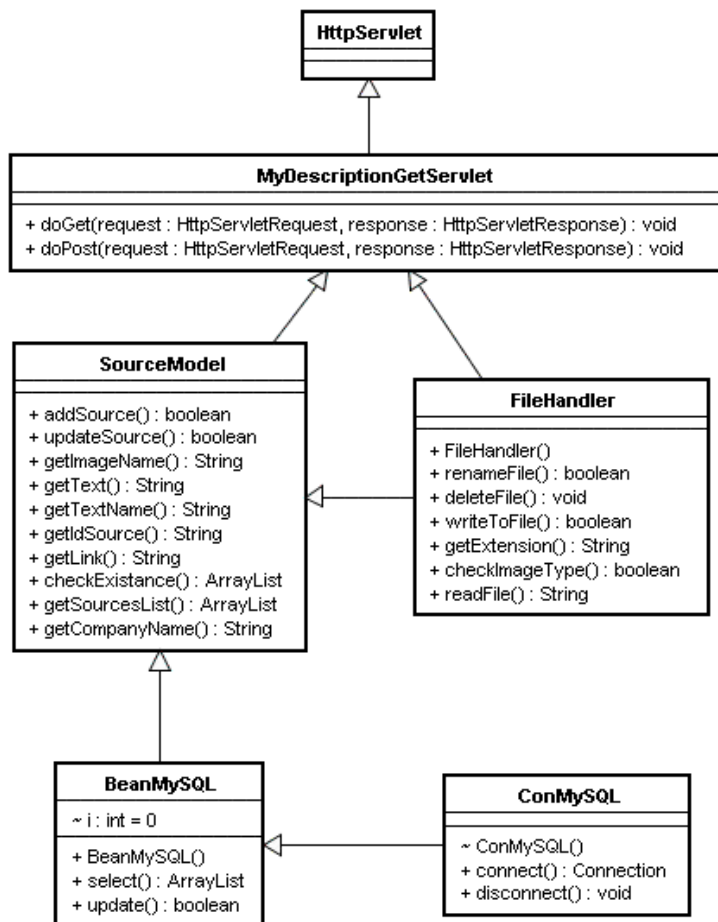 HttpServlet
MyDescriptionGetServlet
+ doGet(request : HttpServletRequest, response : HttpServletResponse) : void
+ doPost(request : HttpServletRequest, response : HttpServletResponse) : void
SourceModel
+ addSource() : boolean
+ updateSource() : boolean
+ getImageName() : String
+ getText() : String
+ getTextName() : String
+ getIdSource() : String
+ getLink() : String
+ checkExistance() : ArrayList
+ getSourcesList() : ArrayList
+ getCompanyName() : String
FileHandler
+ FileHandler()
+ renameFile() : boolean
+ deleteFile() : void
+ writeToFile() : boolean
+ getExtension() : String
+ checkImageType() : boolean
+ readFile() : String
BeanMySQL
~ i : int = 0
+ BeanMySQL()
+ select() : ArrayList
+ update() : boolean
ConMySQL
~ ConMySQL()
+ connect() : Connection
+ disconnect() : void